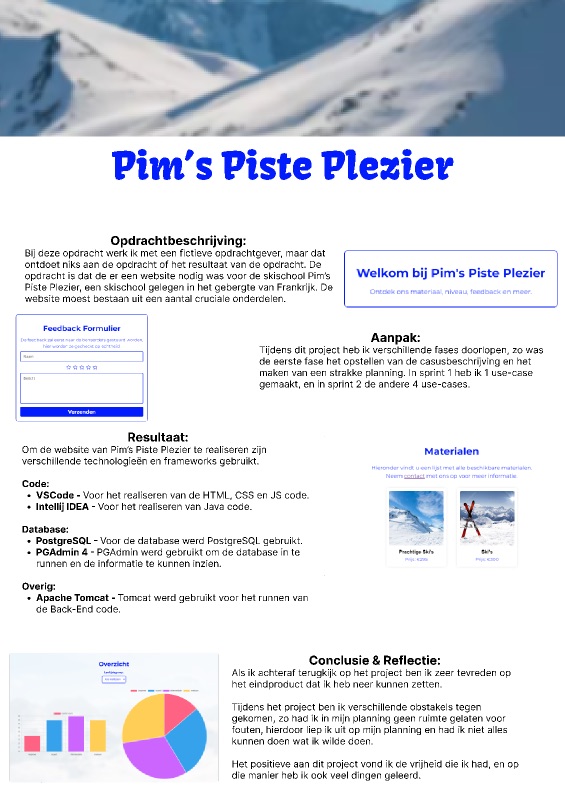 Pim's Piste Plezier
Opdrachtbeschrijving:
Bij deze opdracht werk ik met een fictieve opdrachtgever, maar dat
ontdoet niks aan de opdracht of het resultaat van de opdracht. De
opdracht is dat de er een website nodig was voor de skischool Pim's
Piste Plezier, een skischool gelegen in het gebergte van Frankrijk. De
website moest bestaan uit een aantal cruciale onderdelen.
Welkom bij Pim's Piste Plezier
Ontdek ons materiaal, niveau, feedback en meer.
Feedback Formulier
Naam
Bericht
Verzenden
Aanpak:
Tijdens dit project heb ik verschillende fases doorlopen, zo was
de eerste fase het opstellen van de casusbeschrijving en het
maken van een strakke planning. In sprint 1 heb ik 1 use-case
gemaakt, en in sprint 2 de andere 4 use-cases.
Resultaat:
Om de website van Pim's Piste Plezier te realiseren zijn
verschillende technologieën en frameworks gebruikt.
Code:
• VSCode - Voor het realiseren van de HTML, CSS en JS code.
• Intellij IDEA - Voor het realiseren van Java code.
Database:
• PostgreSQL - Voor de database werd PostgreSQL gebruikt.
• PGAdmin 4 - PGAdmin werd gebruikt om de database in te
runnen en de informatie te kunnen inzien.
Overig:
• Apache Tomcat - Tomcat werd gebruikt voor het runnen van
de Back-End code.
Materialen
Hieronder vindt u een lijst met alle beschikbare materialen.
Neem contact met ons op voor meer informatie.
Prachtige Ski's
Ski's
Overzicht
Conclusie & Reflectie:
Als ik achteraf terugkijk op het project ben ik zeer tevreden op
het eindproduct dat ik heb neer kunnen zetten.
Tijdens het project ben ik verschillende obstakels tegen
gekomen, zo had ik in mijn planning geen ruimte gelaten voor
fouten, hierdoor liep ik uit op mijn planning en had ik niet alles
kunnen doen wat ik wilde doen.
Het positieve aan dit project vond ik de vrijheid die ik had, en op
die manier heb ik ook veel dingen geleerd.